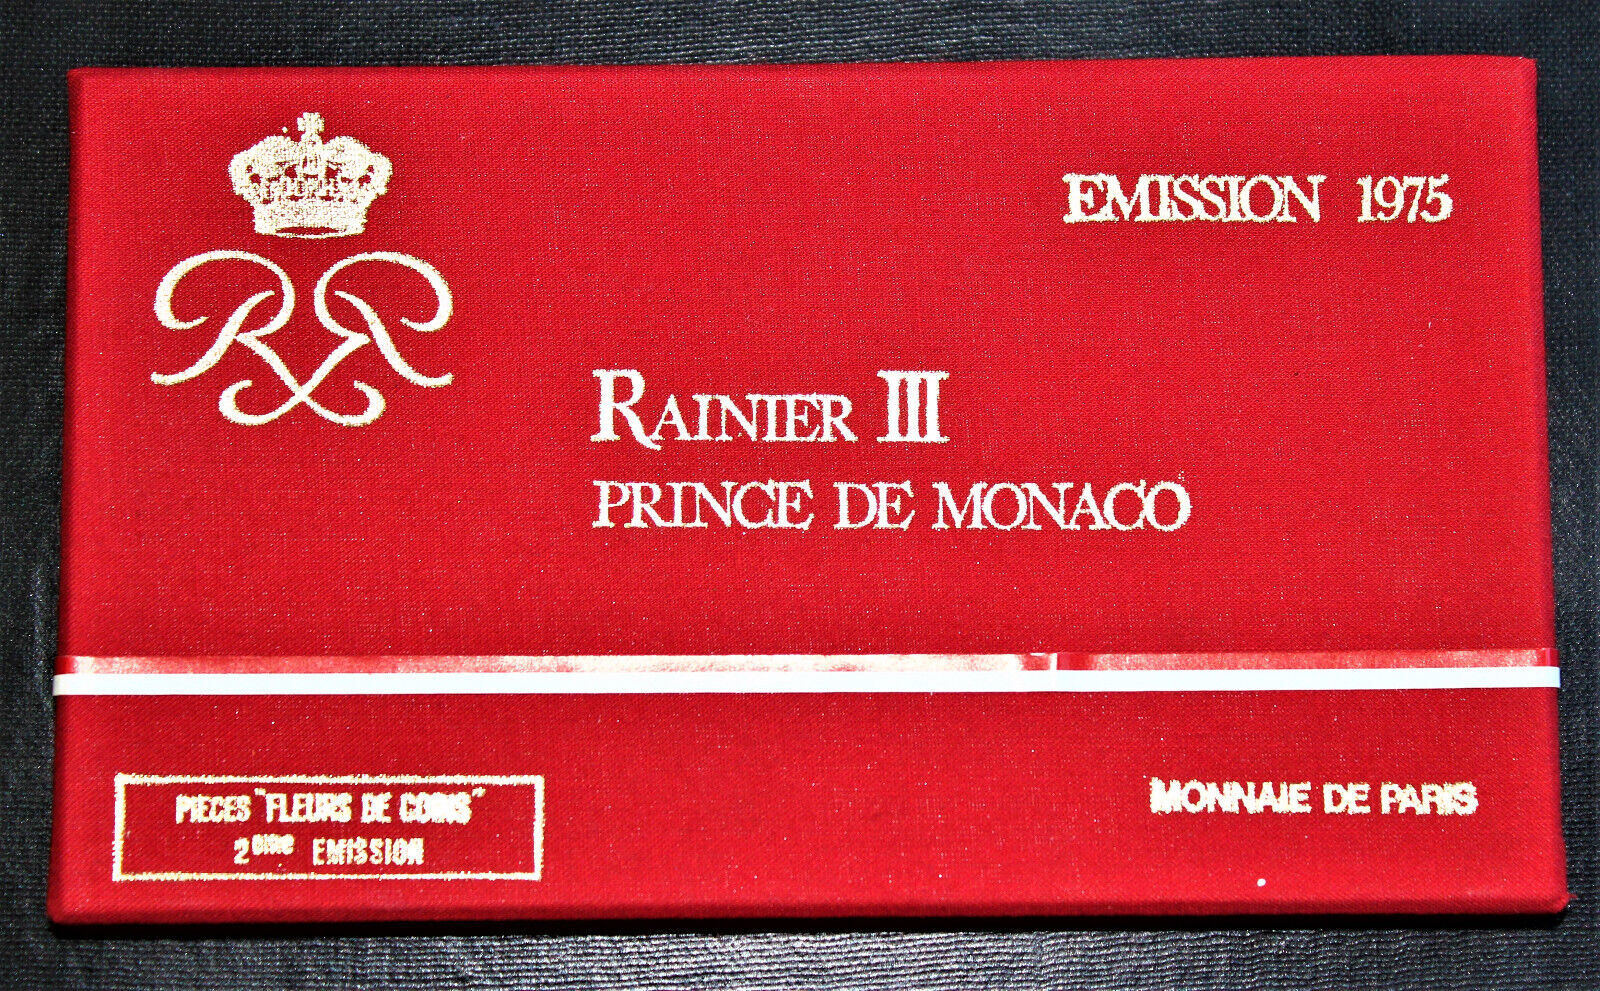 EMISSION 1975
RAINIER III
PRINCE DE MONACO
PIECES "FLEURS DE COINS"
2ème EMISSION
MONNAIE DE PARIS